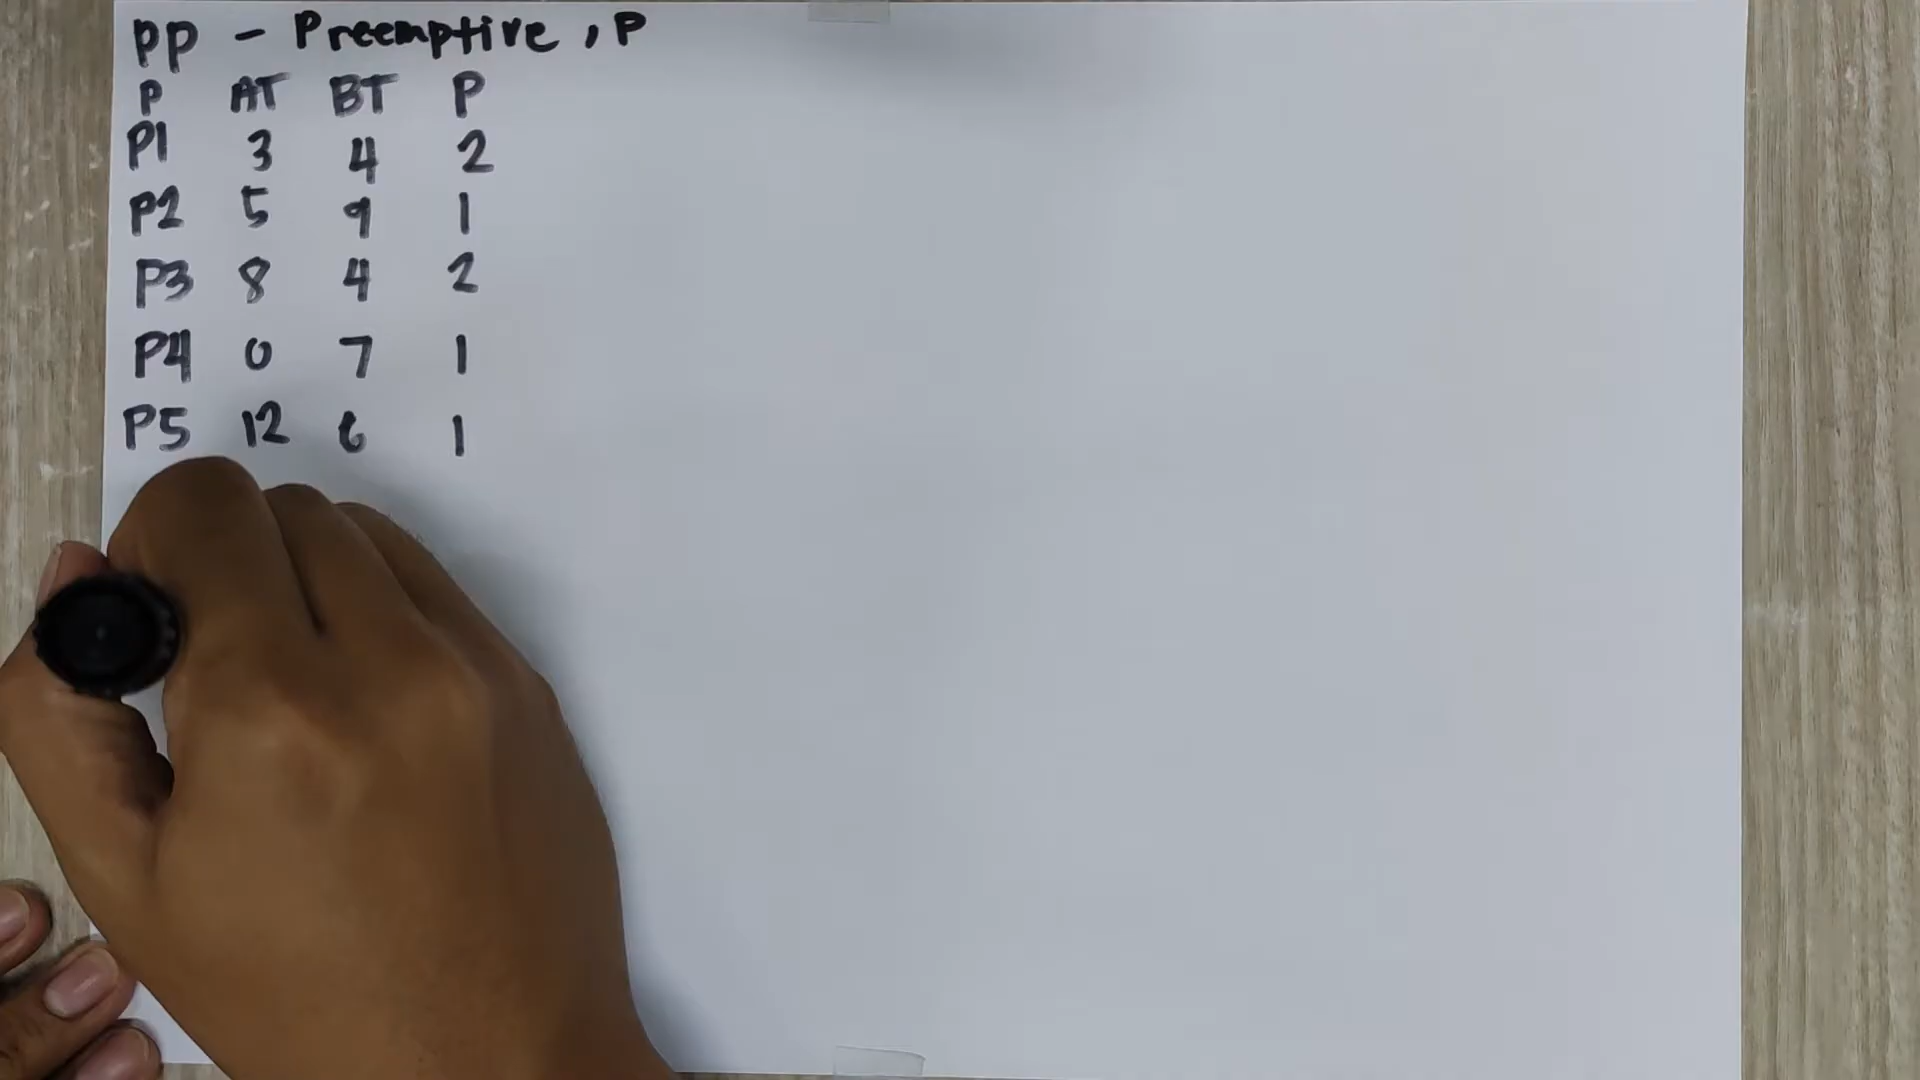 PP - Preemptive, P
P AT BT P
P1 3 4 2
P2 5 9 1
P3 8 4 2
P4 0 7 1
P5 12 6 1